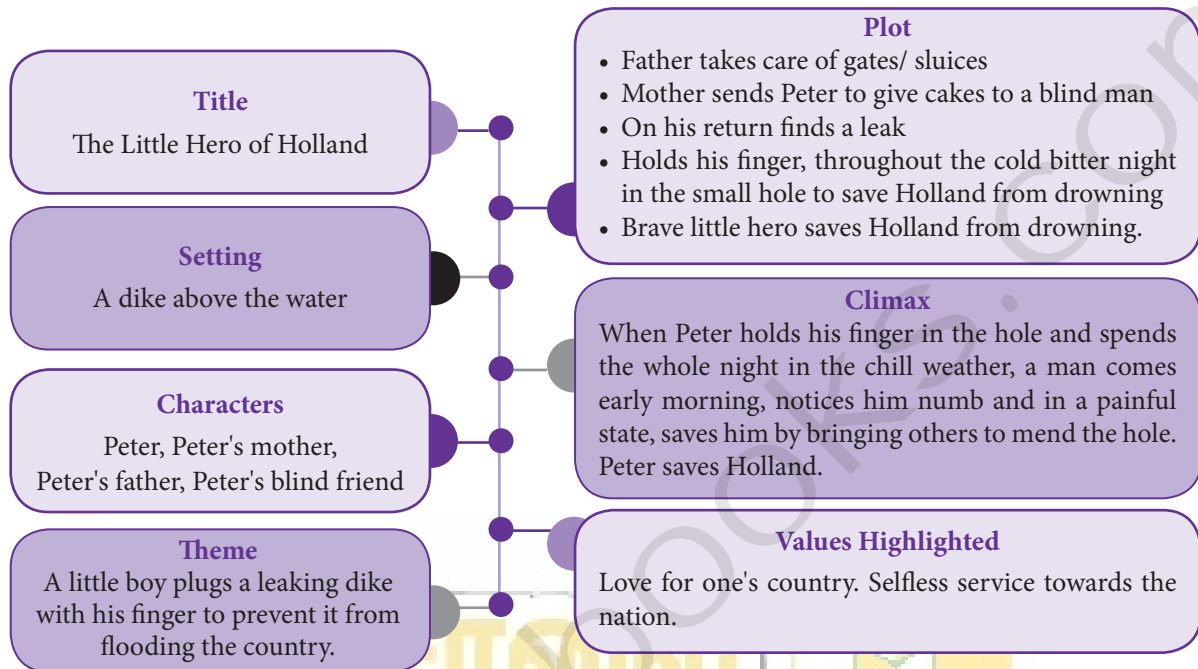 Title
The Little Hero of Holland
Setting
A dike above the water
Characters
Peter, Peter's mother,
Peter's father, Peter's blind friend
Theme
A little boy plugs a leaking dike
with his finger to prevent it from
flooding the country.
Plot
• Father takes care of gates/ sluices
• Mother sends Peter to give cakes to a blind man
• On his return finds a leak
• Holds his finger, throughout the cold bitter night
in the small hole to save Holland from drowning
• Brave little hero saves Holland from drowning.
Climax
When Peter holds his finger in the hole and spends
the whole night in the chill weather, a man comes
early morning, notices him numb and in a painful
state, saves him by bringing others to mend the hole.
Peter saves Holland.
Values Highlighted
Love for one's country. Selfless service towards the
nation.
ooks.co